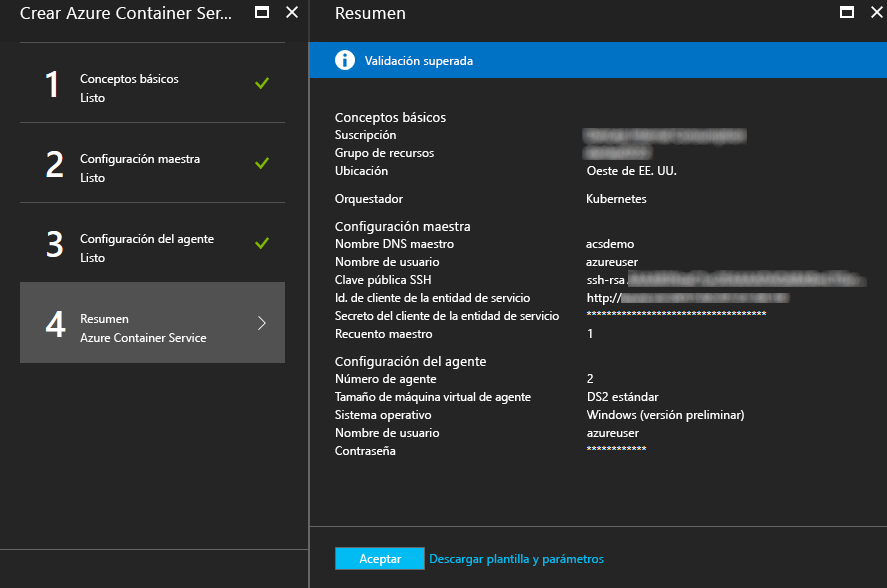 Crear Azure Container Ser...
1
Conceptos básicos
Listo
2
Configuración maestra
Listo
3
Configuración del agente
Listo
4
Resumen
Azure Container Service
Resumen
Validación superada
Conceptos básicos
Suscripción
Grupo de recursos
Ubicación Oeste de EE. UU.
Orquestador Kubernetes
Configuración maestra
Nombre DNS maestro acsdemo
Nombre de usuario azureuser
Clave pública SSH ssh-rsa
Id. de cliente de la entidad de servicio http://
Secreto del cliente de la entidad de servicio ************************************
Recuento maestro 1
Configuración del agente
Número de agente 2
Tamaño de máquina virtual de agente DS2 estándar
Sistema operativo Windows (versión preliminar)
Nombre de usuario azureuser
Contraseña ************
Aceptar Descargar plantilla y parámetros